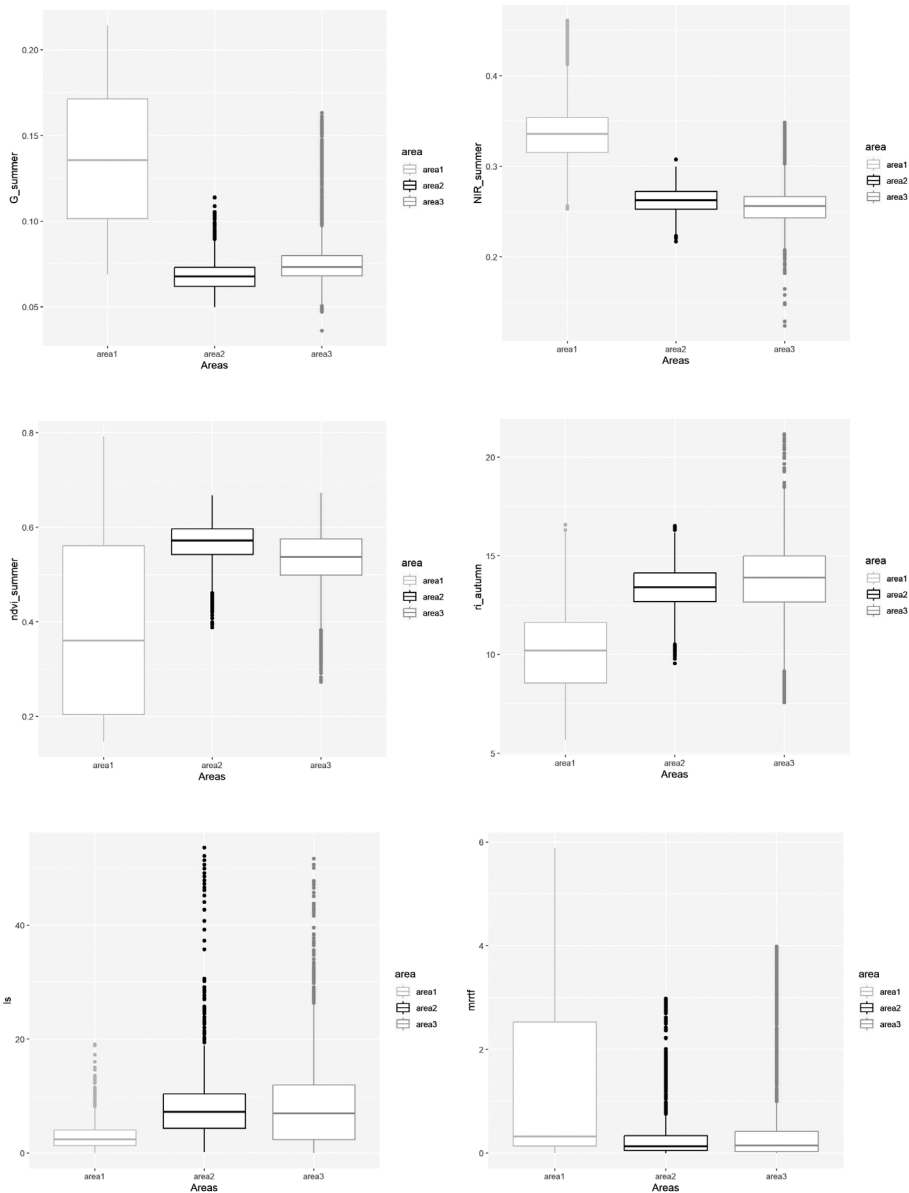 G_summer
0.20
0.15
0.10
0.05
area1
area2
area3
Areas
area
area1
area2
area3
NIR_summer
0.4
0.3
0.2
area1
area2
area3
Areas
area
area1
area2
area3
ndvi_summer
0.8
0.6
0.4
0.2
area1
area2
area3
Areas
area
area1
area2
area3
ri_autumn
20
15
10
5
area1
area2
area3
Areas
area
area1
area2
area3
ls
40
20
0
area1
area2
area3
Areas
area
area1
area2
area3
mrrtf
6
4
2
0
area1
area2
area3
Areas
area
area1
area2
area3